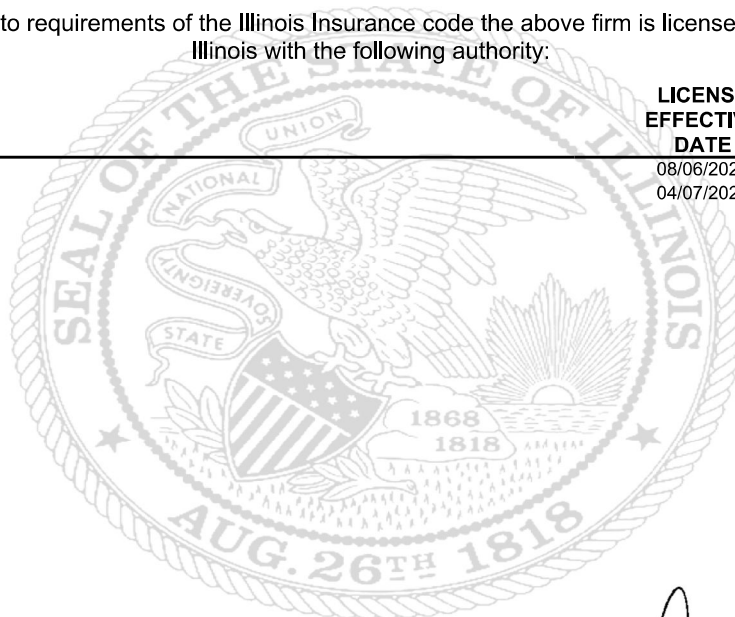 to requirements of the Illinois Insurance code the above firm is license
Illinois with the following authority:
LICENS
EFFECTIV
DATE
08/06/202
04/07/202
SEAL OF THE STATE OF ILLINOIS
AUG. 26TH 1818
STATE
SOVEREIGNTY
NATIONAL
UNION
1868
1818